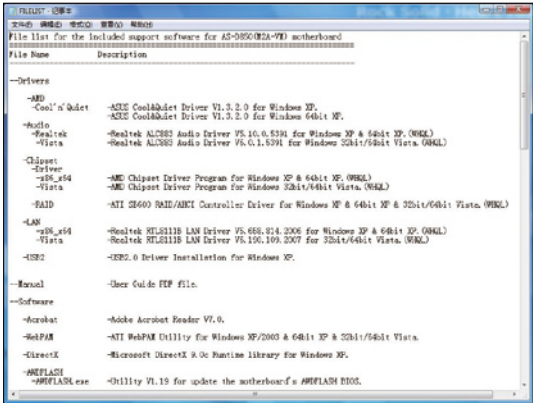 FILELIST - 记事本
文件(F) 编辑(E) 格式(O) 查看(V) 帮助(H)
File list for the included support software for AS-D850(M2A-VM) motherboard
File Name Description
--Drivers
-AMD
-Cool'n'Quiet -ASUS Cool&Quiet Driver V1.3.2.0 for Windows XP.
-ASUS Cool&Quiet Driver V1.3.2.0 for Windows 64bit XP.
-Audio
-Realtek -Realtek ALC883 Audio Driver V5.10.0.5391 for Windows XP & 64bit XP.(WHQL)
-Vista -Realtek ALC883 Audio Driver V6.0.1.5391 for Windows 32bit/64bit Vista.(WHQL)
-Chipset
-Driver
-x86_x64 -AMD Chipset Driver Program for Windows XP & 64bit XP.(WHQL)
-Vista -AMD Chipset Driver Program for Windows 32bit/64bit Vista.(WHQL)
-RAID -ATI SB600 RAID/AHCI Controller Driver for Windows XP & 64bit XP & 32bit/64bit Vista.(WHQL)
-LAN
-x86_x64 -Realtek RTL8111B LAN Driver V5.658.814.2006 for Windows XP & 64bit XP.(WHQL)
-Vista -Realtek RTL8111B LAN Driver V6.190.109.2007 for 32bit/64bit Vista.(WHQL)
-USB2 -USB2.0 Driver Installation for Windows XP.
--Manual -User Guide PDF file.
--Software
-Acrobat -Adobe Acrobat Reader V7.0.
-WebPAM -ATI WebPAM Utility for Windows XP/2003 & 64bit XP & 32bit/64bit Vista.
-DirectX -Microsoft DirectX 9.0c Runtime library for Windows XP.
-AWDFLASH
-AWDFLASH.exe -Utility V1.19 for update the motherboard's AWDFLASH BIOS.